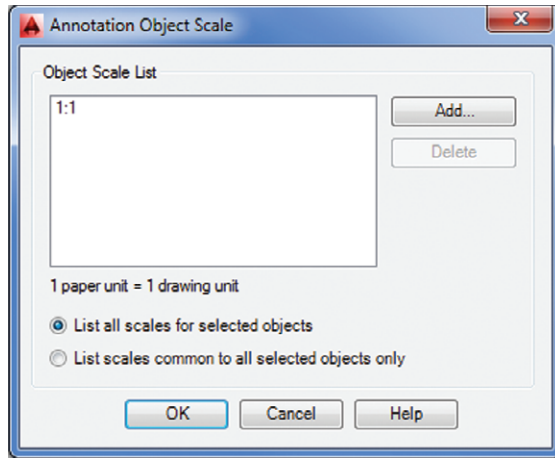 Annotation Object Scale
Object Scale List
1:1
Add...
Delete
1 paper unit = 1 drawing unit
List all scales for selected objects
List scales common to all selected objects only
OK
Cancel
Help